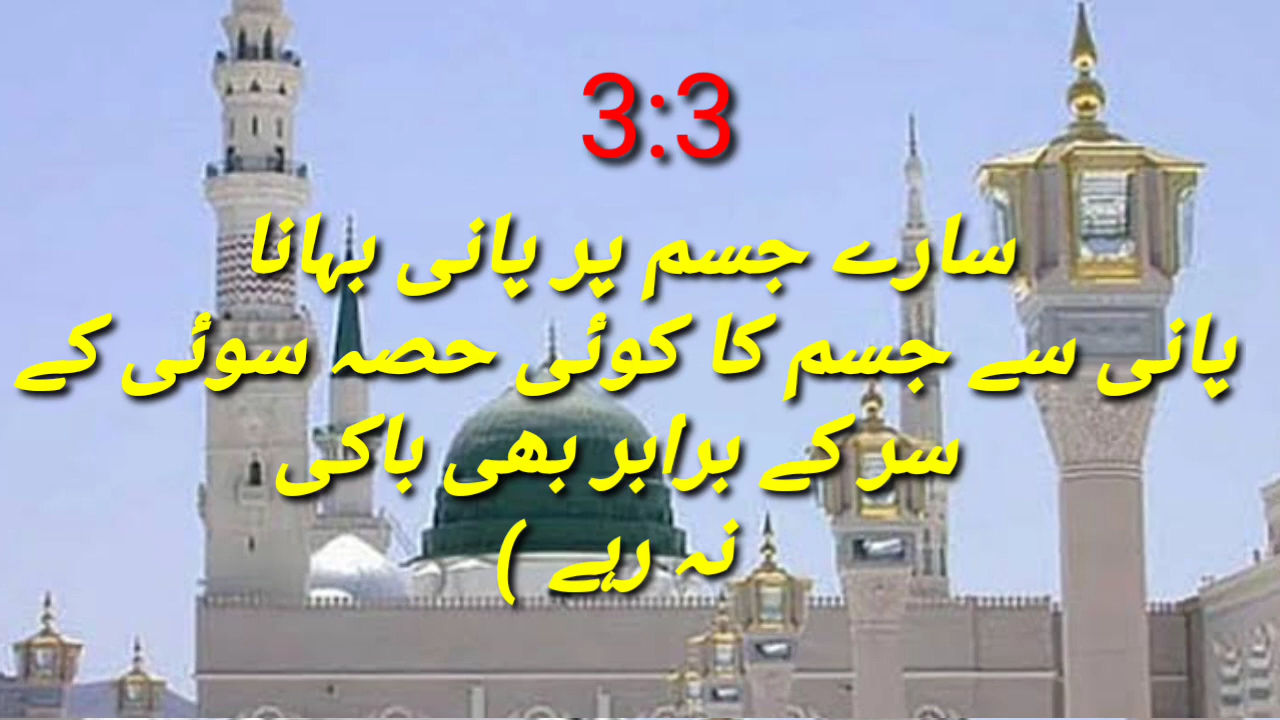 3:3
سارے جسم پر پانی بہانا
پانی سے جسم کا کوئی حصہ سوئی کے
سر کے برابر بھی باکی
نہ رہے )